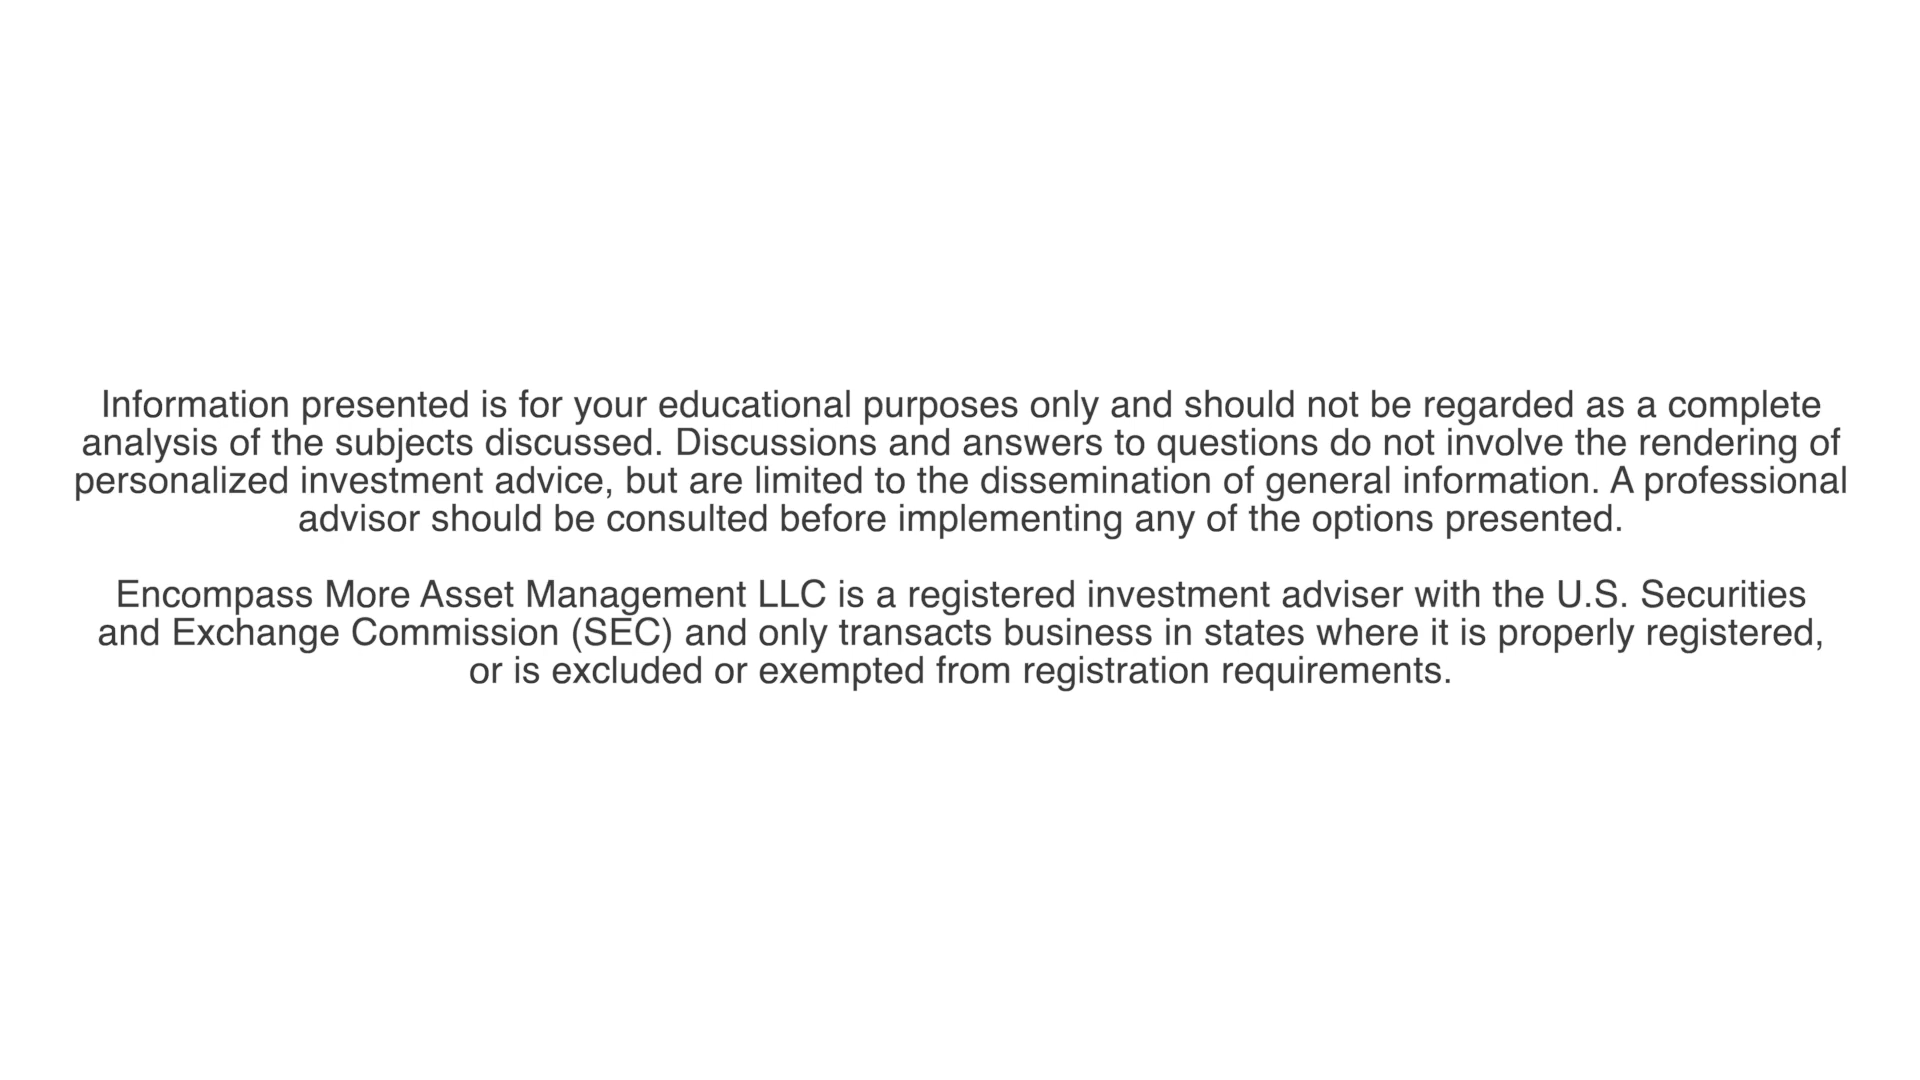 Information presented is for your educational purposes only and should not be regarded as a complete
analysis of the subjects discussed. Discussions and answers to questions do not involve the rendering of
personalized investment advice, but are limited to the dissemination of general information. A professional
advisor should be consulted before implementing any of the options presented.
Encompass More Asset Management LLC is a registered investment adviser with the U.S. Securities
and Exchange Commission (SEC) and only transacts business in states where it is properly registered,
or is excluded or exempted from registration requirements.